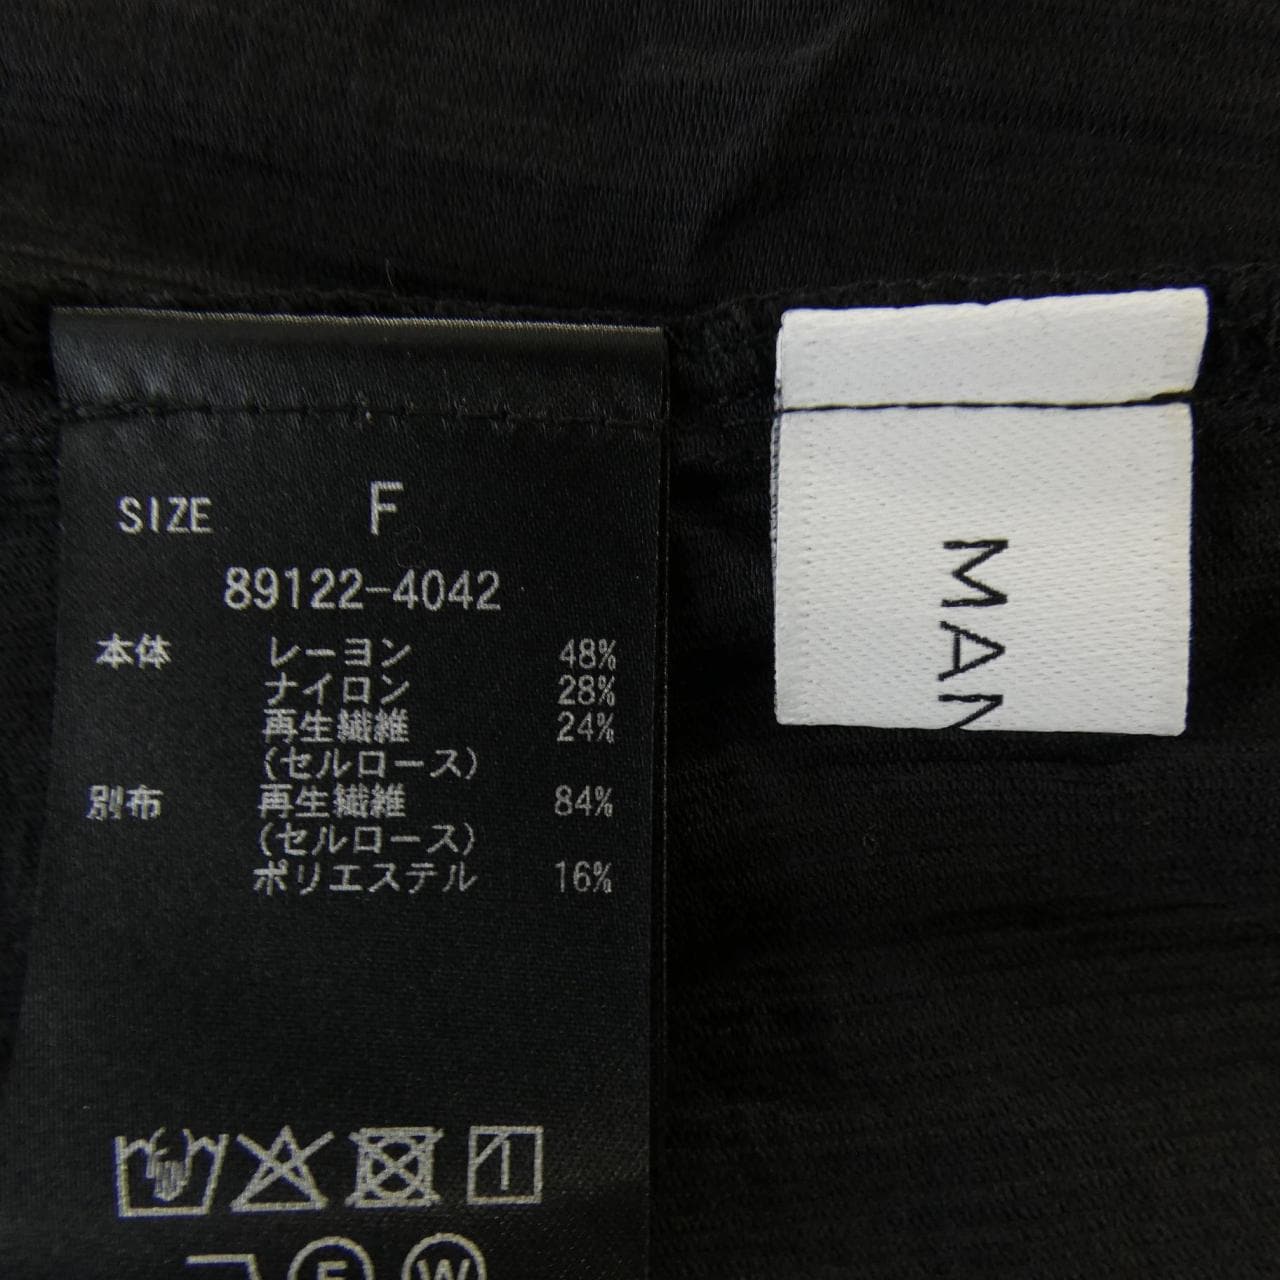 SIZE F
89122-4042
本体 レーヨン 48%
ナイロン 28%
再生繊維 24%
(セルロース)
別布 再生繊維 84%
(セルロース)
ポリエステル 16%
F W
MAN